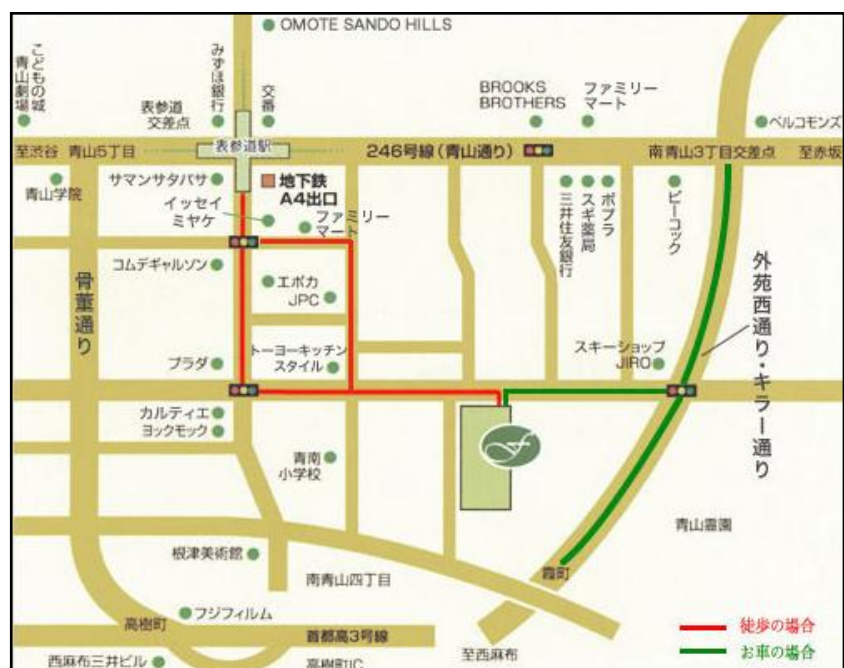 OMOTE SANDO HILLS
こどもの城
青山劇場
みずほ銀行
表参道
交差点
交番
BROOKS
BROTHERS
ファミリー
マート
ベルコモンズ
至渋谷
青山5丁目
表参道駅
246号線(青山通り)
南青山3丁目交差点
至赤坂
青山学院
サマンサタバサ
地下鉄
A4出口
イッセイ
ミヤケ
ファミリー
マート
三井住友銀行
スギ薬局
ポプラ
ピーコック
コムデギャルソン
エポカ
JPC
骨董通り
外苑西通り・キラー通り
プラダ
トーヨーキッチン
スタイル
スキーショップ
JIRO
カルティエ
ヨックモック
青南
小学校
青山霊園
根津美術館
南青山四丁目
霞町
フジフィルム
高樹町
首都高3号線
至西麻布
西麻布三井ビル
高樹町IC
徒歩の場合
お車の場合